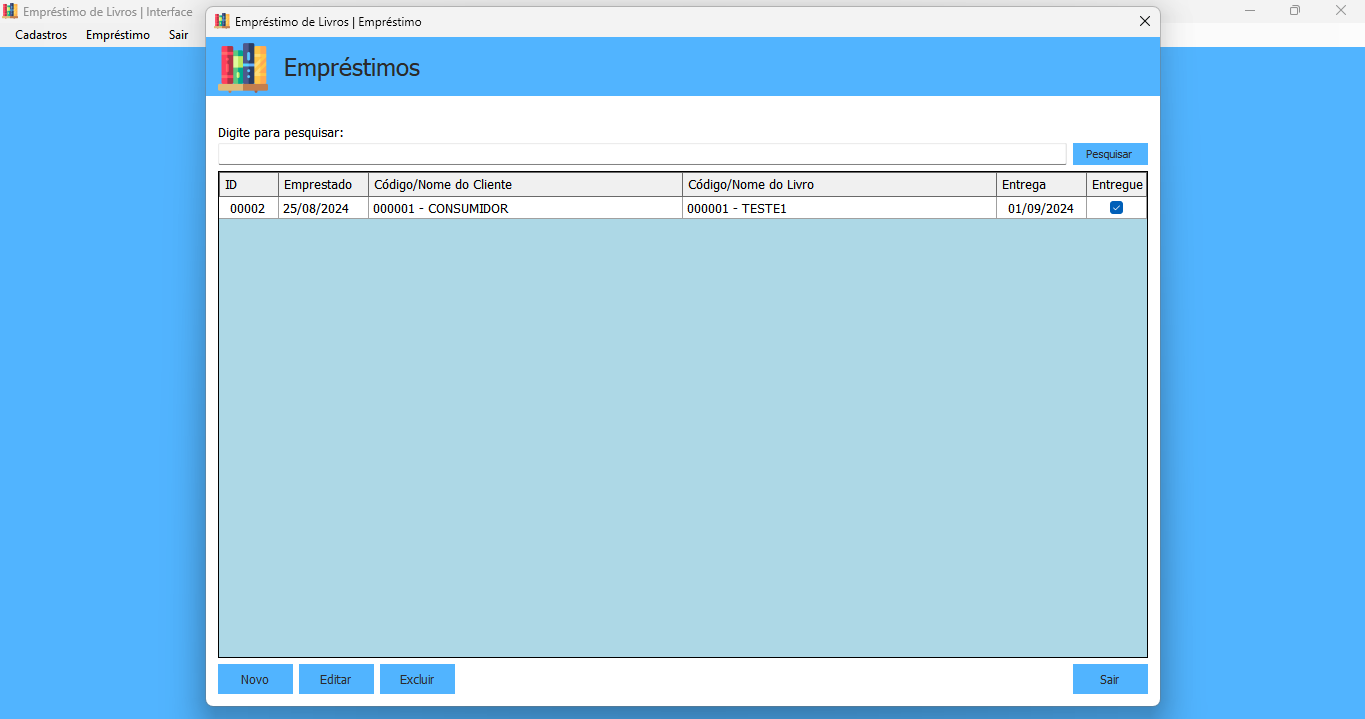 Empréstimo de Livros | Interface
Cadastros Empréstimo Sair
Empréstimo de Livros | Empréstimo
Empréstimos
Digite para pesquisar:
Pesquisar
ID Emprestado Código/Nome do Cliente Código/Nome do Livro Entrega Entregue
00002 25/08/2024 000001 - CONSUMIDOR 000001 - TESTE1 01/09/2024
Novo Editar Excluir Sair